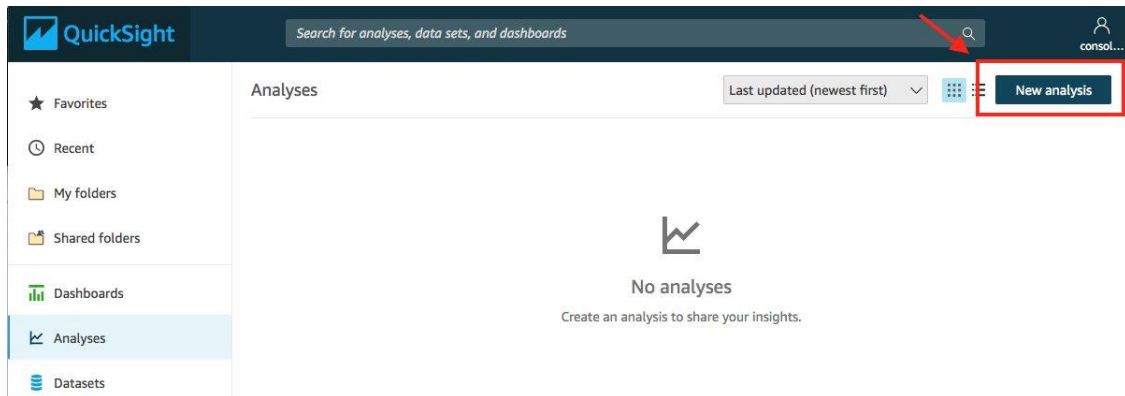 QuickSight
Search for analyses, data sets, and dashboards
consol...
Favorites
Recent
My folders
Shared folders
Dashboards
Analyses
Datasets
Analyses
Last updated (newest first)
New analysis
No analyses
Create an analysis to share your insights.